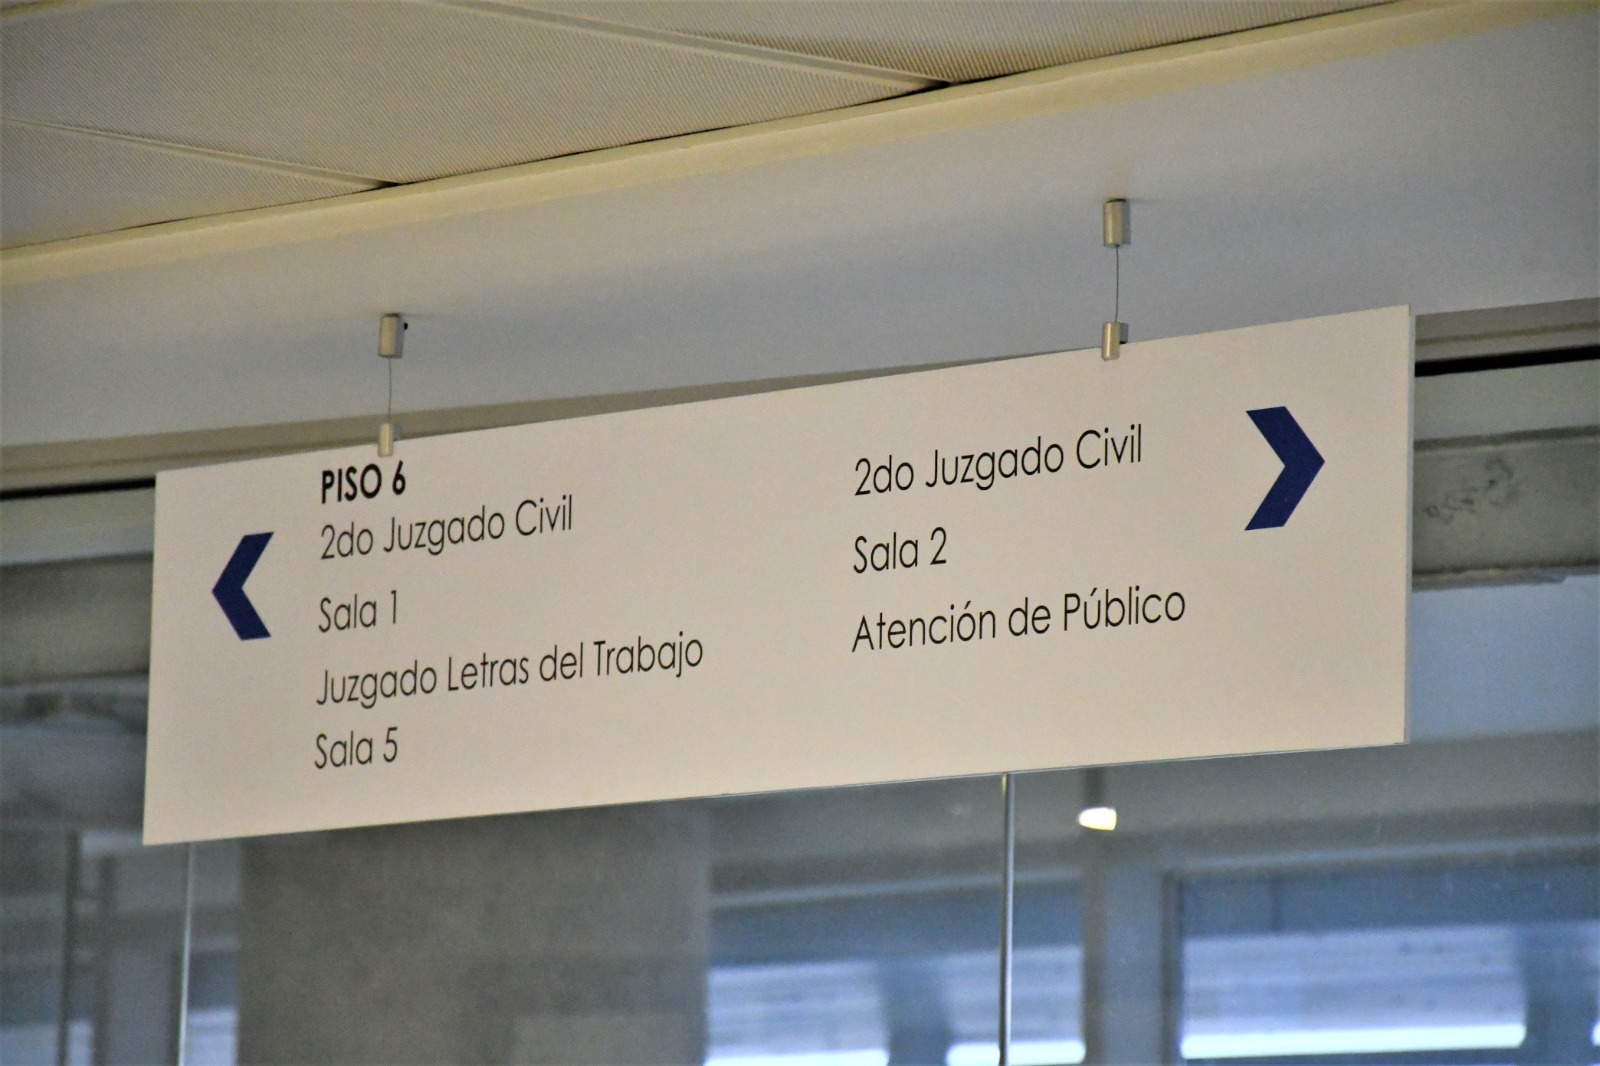 PISO 6
2do Juzgado Civil
Sala 1
Juzgado Letras del Trabajo
Sala 5
2do Juzgado Civil
Sala 2
Atención de Público